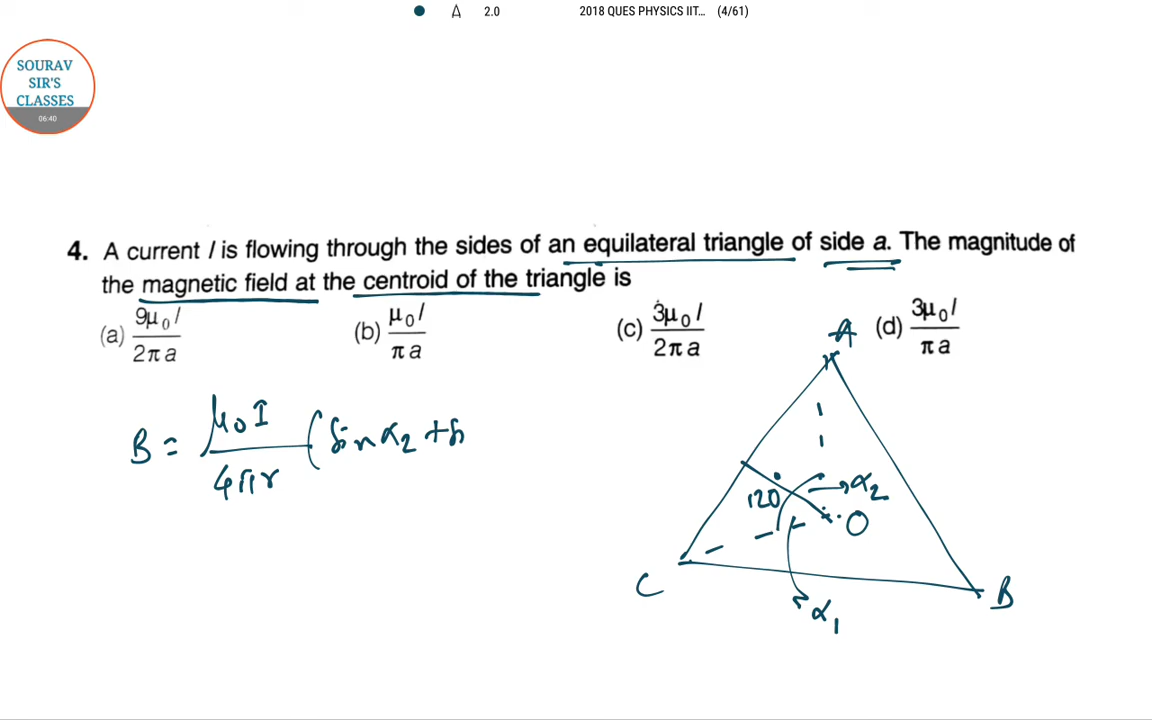 A 2.0 2018 QUES PHYSICS IIT... (4/61)
SOURAV
SIR'S
CLASSES
06:40
4. A current I is flowing through the sides of an equilateral triangle of side a. The magnitude of
the magnetic field at the centroid of the triangle is
(a) 9μ₀I / 2πa (b) μ₀I / πa (c) 3μ₀I / 2πa (d) 3μ₀I / πa
A
B = μ₀I / 4πr (sin α₂ + s
120 α₂
O
C B
α₁